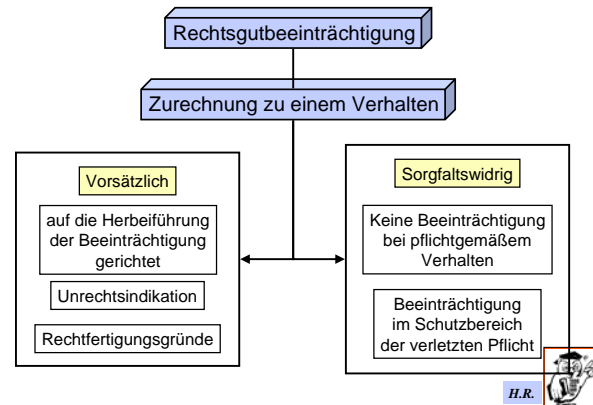 Rechtsgutbeeinträchtigung
Zurechnung zu einem Verhalten
Vorsätzlich
auf die Herbeiführung
der Beeinträchtigung
gerichtet
Unrechtsindikation
Rechtfertigungsgründe
Sorgfaltswidrig
Keine Beeinträchtigung
bei pflichtgemäßem
Verhalten
Beeinträchtigung
im Schutzbereich
der verletzten Pflicht
H.R.